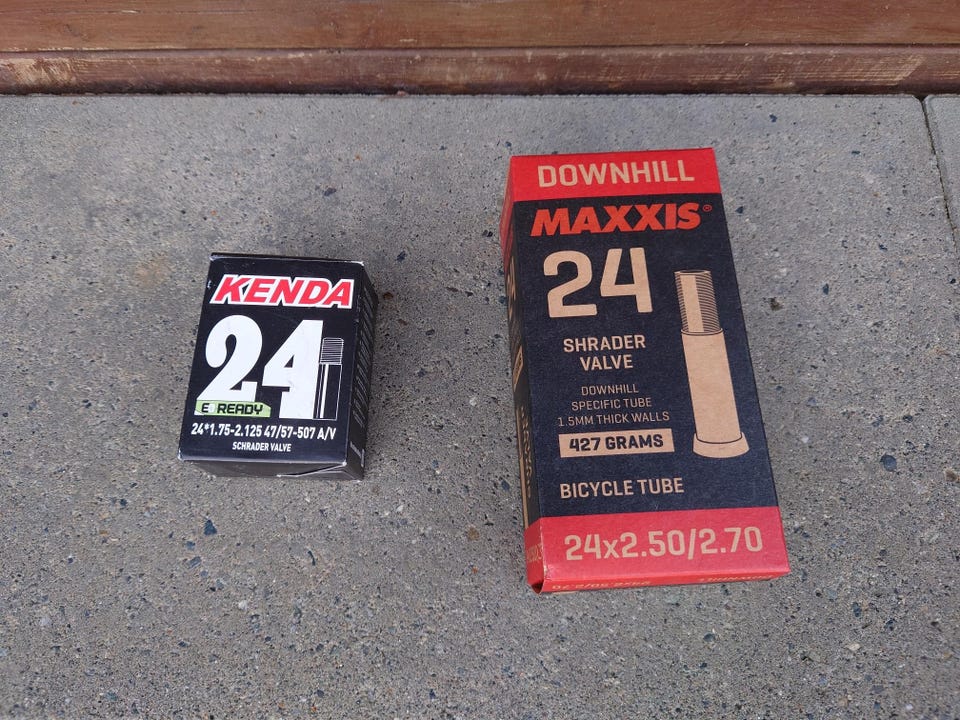 KENDA
24
E READY
24*1.75-2.125 47/57-507 A/V
SCHRADER VALVE
DOWNHILL
MAXXIS®
24
SHRADER
VALVE
DOWNHILL
SPECIFIC TUBE
1.5MM THICK WALLS
427 GRAMS
BICYCLE TUBE
24x2.50/2.70